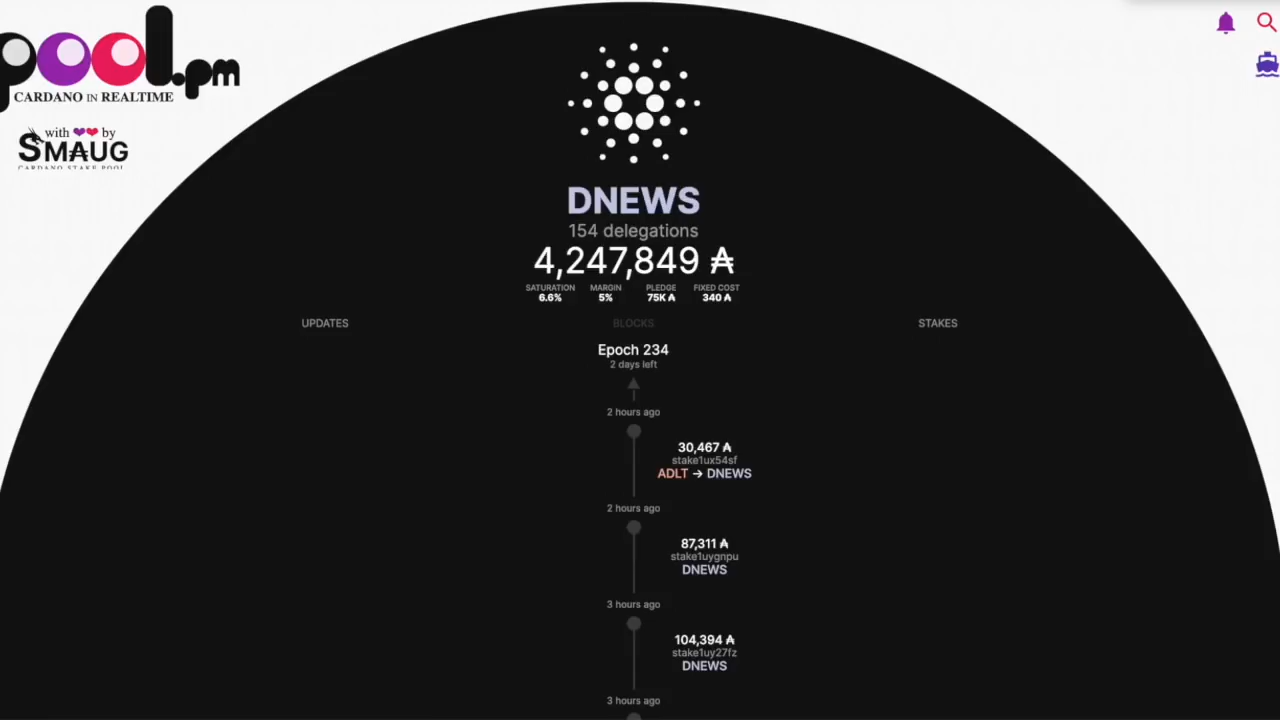 pool.pm
CARDANO IN REALTIME
with ❤❤ by
SMAUG
CARDANO STAKE POOL
DNEWS
154 delegations
4,247,849 ₳
SATURATION MARGIN PLEDGE FIXED COST
6.6% 5% 75K ₳ 340 ₳
UPDATES BLOCKS STAKES
Epoch 234
2 days left
2 hours ago
30,467 ₳
stake1ux54sf
ADLT → DNEWS
2 hours ago
87,311 ₳
stake1uygnpu
DNEWS
3 hours ago
104,394 ₳
stake1uy27fz
DNEWS
3 hours ago